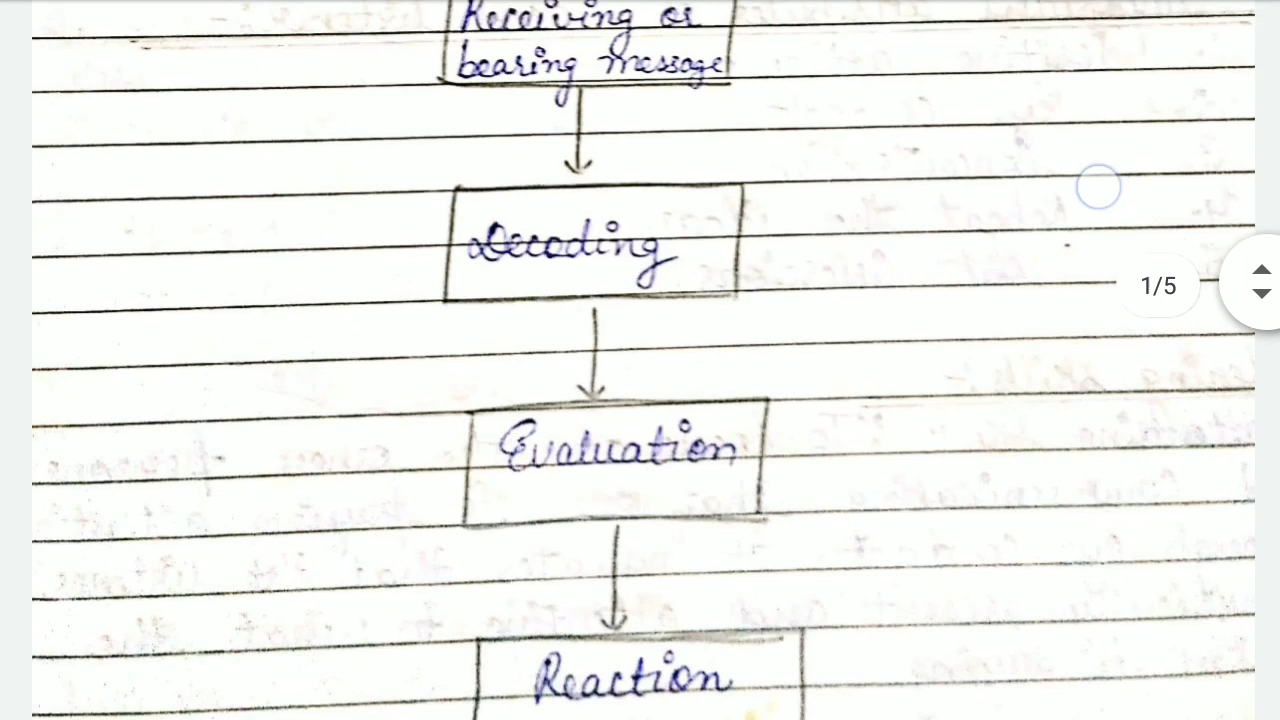 Receiving or
bearing message
Decoding
1/5
Evaluation
Reaction